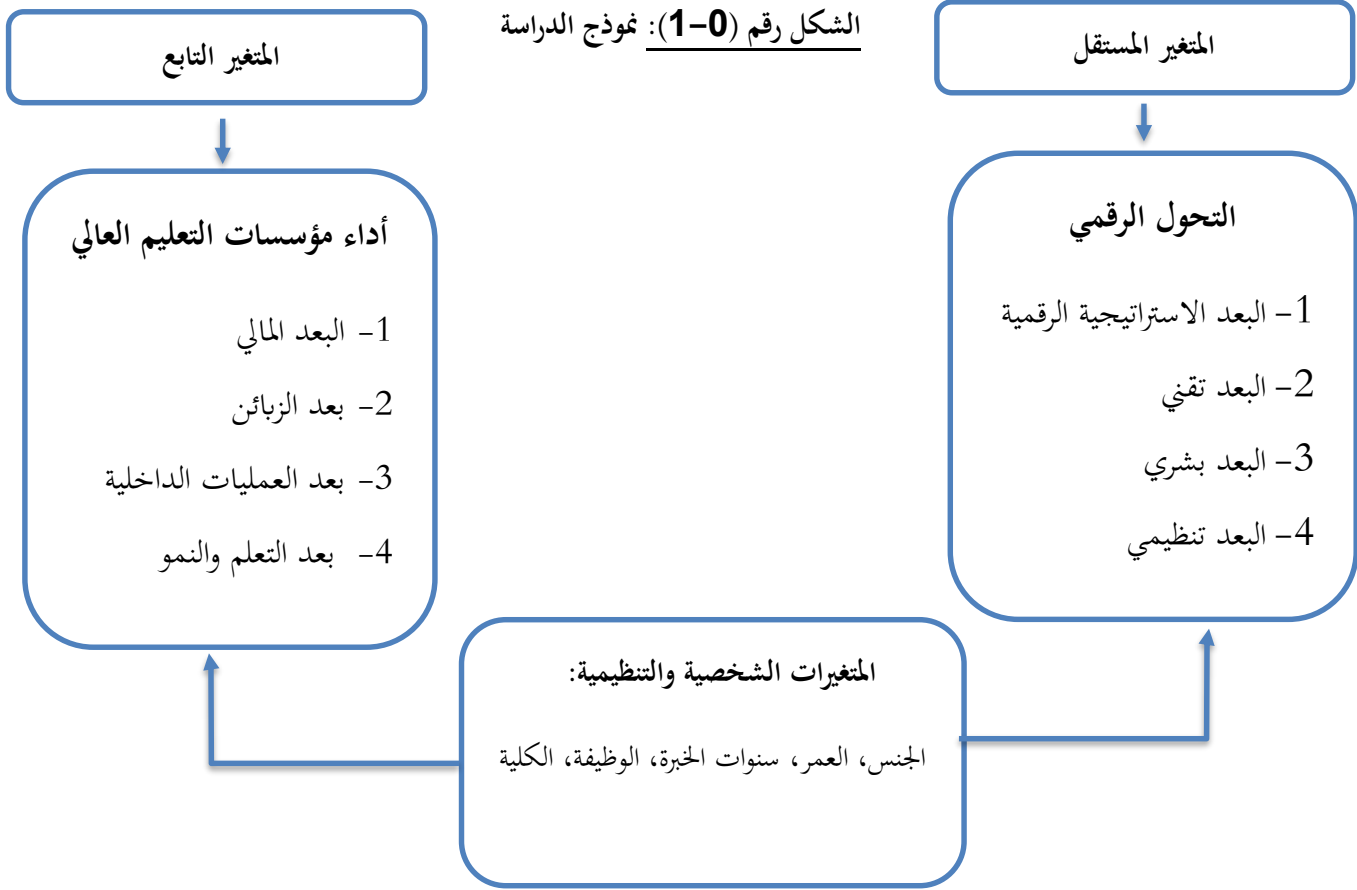 الشكل رقم (0-1): نموذج الدراسة
المتغير المستقل
التحول الرقمي
1- البعد الاستراتيجية الرقمية
2- البعد تقني
3- البعد بشري
4- البعد تنظيمي
المتغير التابع
أداء مؤسسات التعليم العالي
1- البعد المالي
2- بعد الزبائن
3- بعد العمليات الداخلية
4- بعد التعلم والنمو
المتغيرات الشخصية والتنظيمية:
الجنس، العمر، سنوات الخبرة، الوظيفة، الكلية